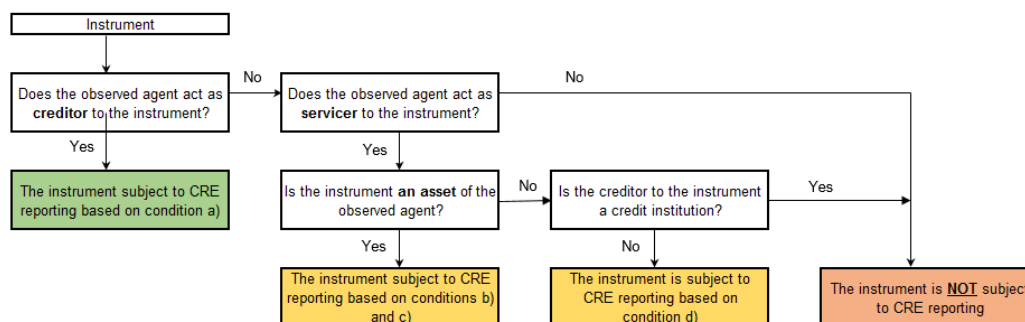 Instrument
No
No
Does the observed agent act as
creditor to the instrument?
Does the observed agent act as
servicer to the instrument?
Yes
Yes
The instrument subject to CRE
reporting based on condition a)
Is the instrument an asset of the
observed agent?
No
Is the creditor to the instrument
a credit institution?
Yes
Yes
No
The instrument subject to CRE
reporting based on conditions b)
and c)
The instrument is subject to
CRE reporting based on
condition d)
The instrument is NOT subject
to CRE reporting